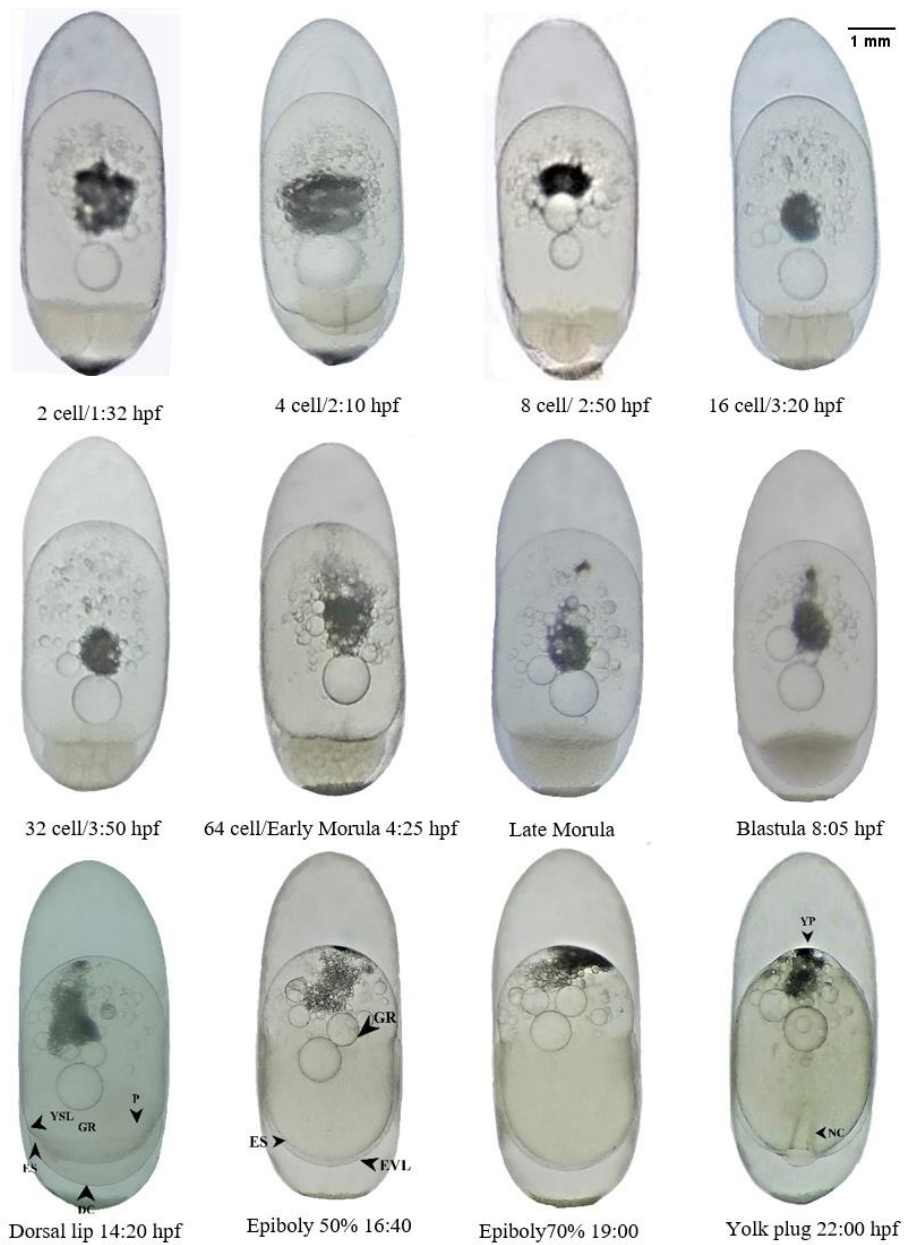 1 mm
2 cell/1:32 hpf
4 cell/2:10 hpf
8 cell/ 2:50 hpf
16 cell/3:20 hpf
32 cell/3:50 hpf
64 cell/Early Morula 4:25 hpf
Late Morula
Blastula 8:05 hpf
P
YSL
GR
ES
DC
GR
ES
EVL
YP
NC
Dorsal lip 14:20 hpf
Epiboly 50% 16:40
Epiboly70% 19:00
Yolk plug 22:00 hpf